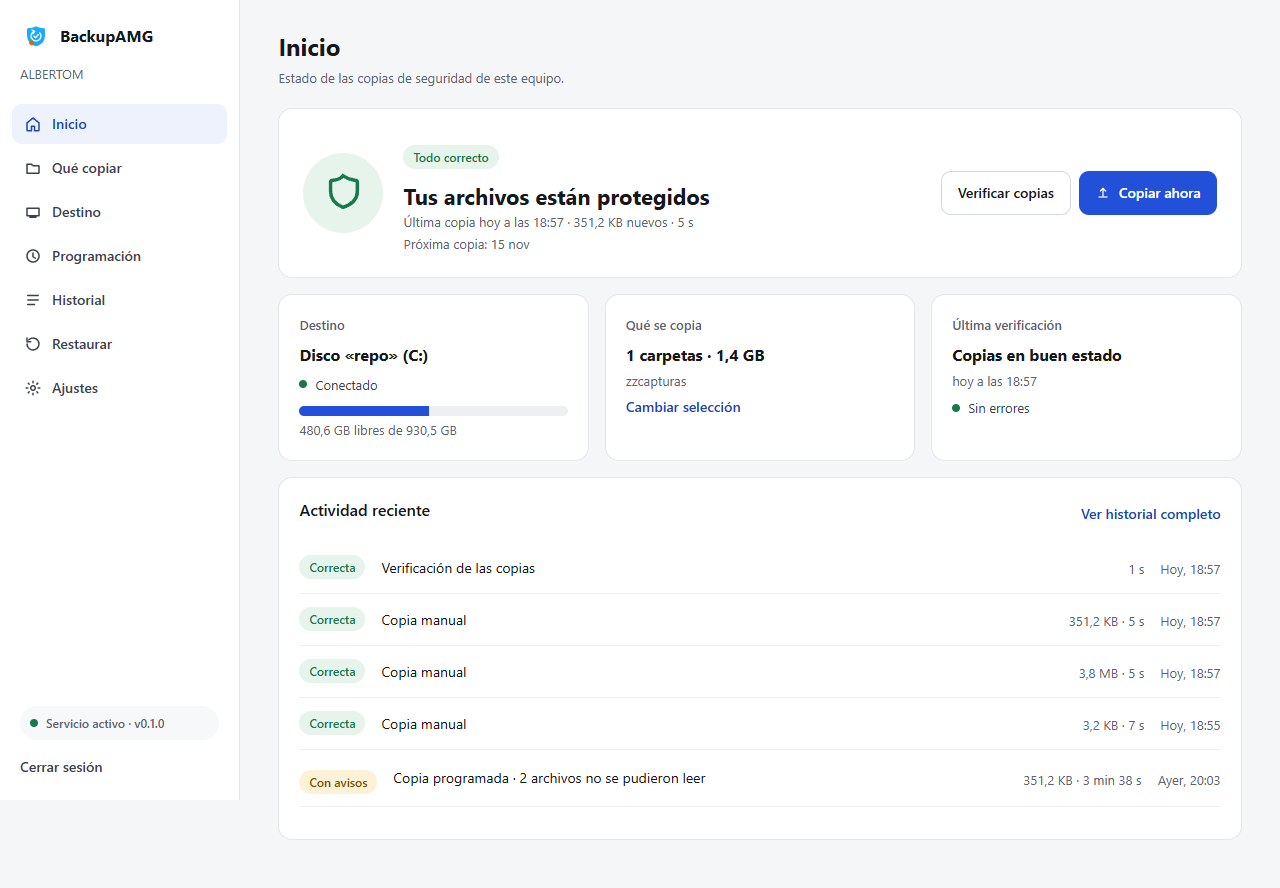 BackupAMG
ALBERTOM
Inicio
Qué copiar
Destino
Programación
Historial
Restaurar
Ajustes
Servicio activo · v0.1.0
Cerrar sesión
Inicio
Estado de las copias de seguridad de este equipo.
Todo correcto
Tus archivos están protegidos
Última copia hoy a las 18:57 · 351,2 KB nuevos · 5 s
Próxima copia: 15 nov
Verificar copias
Copiar ahora
Destino
Disco «repo» (C:)
Conectado
480,6 GB libres de 930,5 GB
Qué se copia
1 carpetas · 1,4 GB
zzcapturas
Cambiar selección
Última verificación
Copias en buen estado
hoy a las 18:57
Sin errores
Actividad reciente
Ver historial completo
Correcta Verificación de las copias 1 s Hoy, 18:57
Correcta Copia manual 351,2 KB · 5 s Hoy, 18:57
Correcta Copia manual 3,8 MB · 5 s Hoy, 18:57
Correcta Copia manual 3,2 KB · 7 s Hoy, 18:55
Con avisos Copia programada · 2 archivos no se pudieron leer 351,2 KB · 3 min 38 s Ayer, 20:03